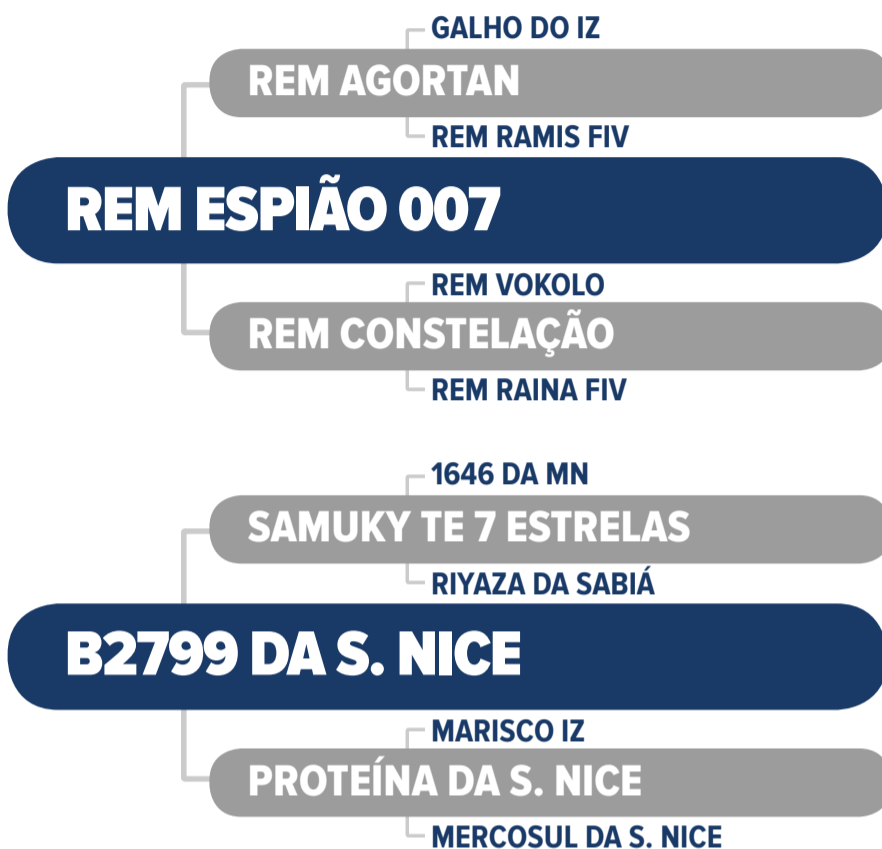 GALHO DO IZ
REM AGORTAN
REM RAMIS FIV
REM ESPIÃO 007
REM VOKOLO
REM CONSTELAÇÃO
REM RAINA FIV
1646 DA MN
SAMUKY TE 7 ESTRELAS
RIYAZA DA SABIÁ
B2799 DA S. NICE
MARISCO IZ
PROTEÍNA DA S. NICE
MERCOSUL DA S. NICE